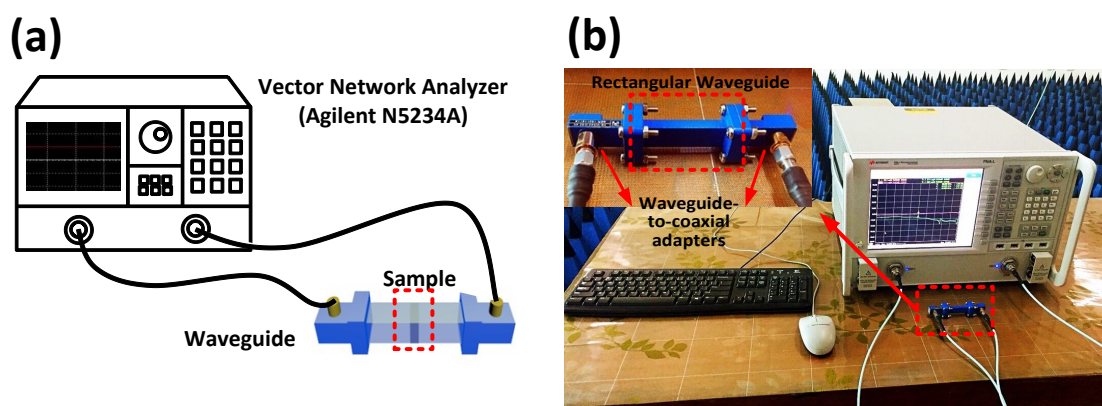 (a)
Vector Network Analyzer
(Agilent N5234A)
Sample
Waveguide
(b)
Rectangular Waveguide
Waveguide-
to-coaxial
adapters